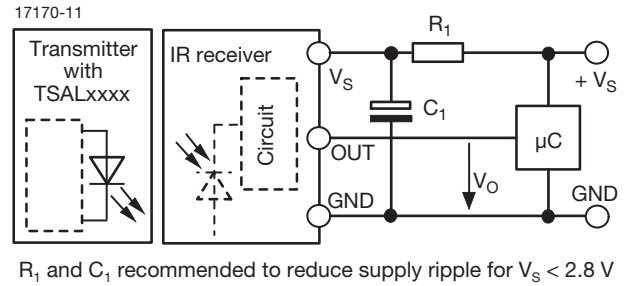 17170-11
Transmitter
with
TSALxxxx
IR receiver
Circuit
VS
OUT
GND
C1
R1
VO
µC
+ VS
GND
R1 and C1 recommended to reduce supply ripple for VS < 2.8 V